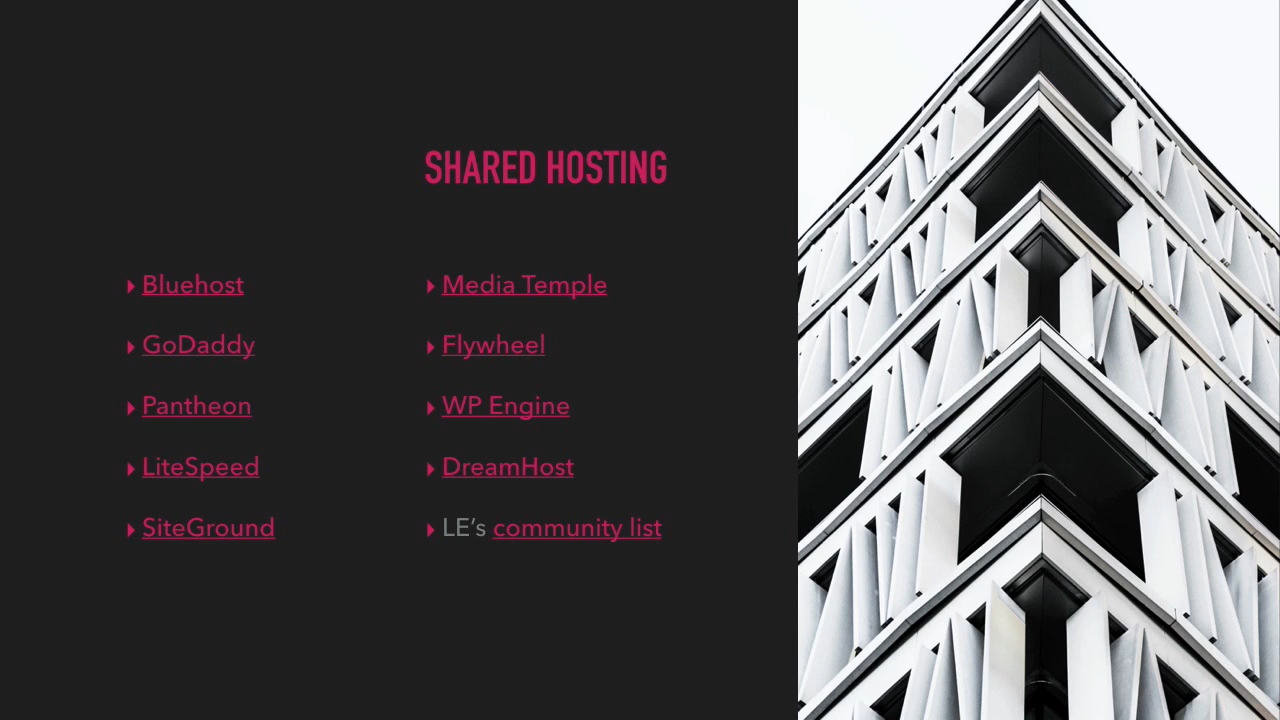 SHARED HOSTING
▸ Bluehost
▸ GoDaddy
▸ Pantheon
▸ LiteSpeed
▸ SiteGround
▸ Media Temple
▸ Flywheel
▸ WP Engine
▸ DreamHost
▸ LE’s community list